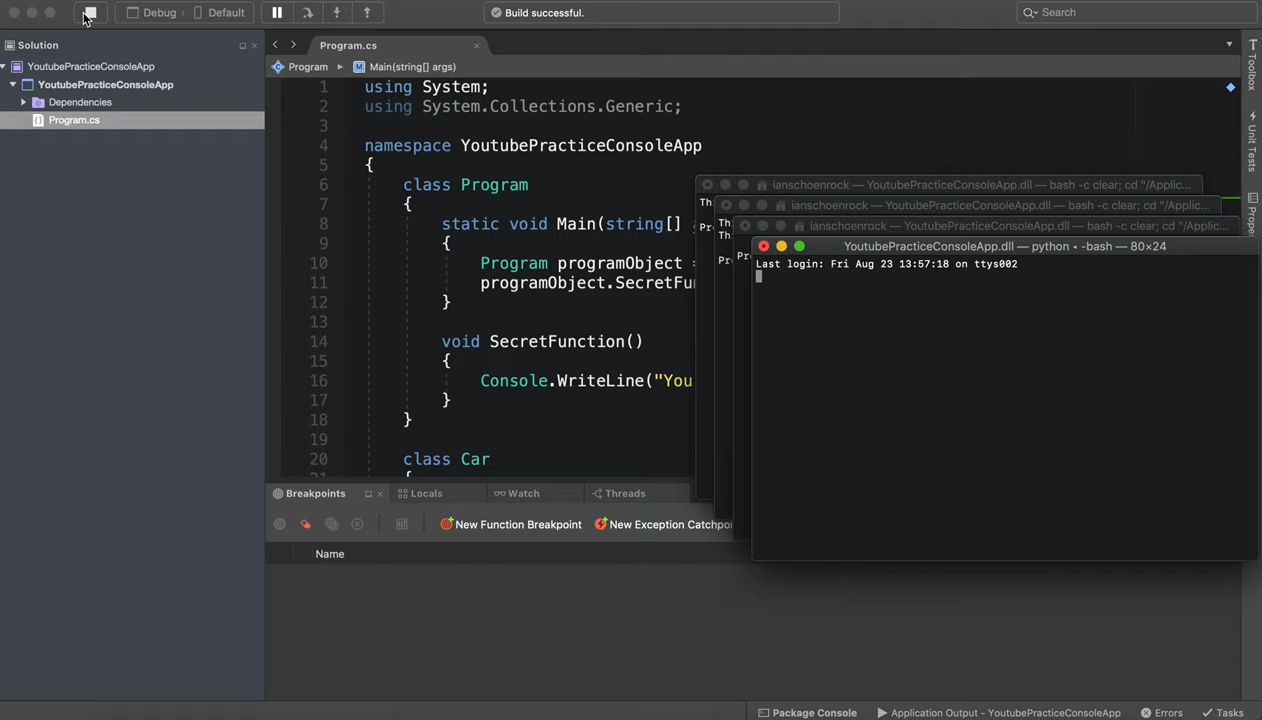 Debug
Default
Build successful.
Search
Solution
YoutubePracticeConsoleApp
YoutubePracticeConsoleApp
Dependencies
Program.cs
Program.cs
Program
Main(string[] args)
1 using System;
2 using System.Collections.Generic;
3
4 namespace YoutubePracticeConsoleApp
5 {
6 class Program
7 {
8 static void Main(string[]
9 {
10 Program programObject
11 programObject.SecretFu
12 }
13
14 void SecretFunction()
15 {
16 Console.WriteLine("You
17 }
18 }
19
20 class Car
ianschoenrock — YoutubePracticeConsoleApp.dll — bash -c clear; cd "/Applic...
ianschoenrock — YoutubePracticeConsoleApp.dll — bash -c clear; cd "/Applic...
ianschoenrock — YoutubePracticeConsoleApp.dll — bash -c clear; cd "/Applic...
YoutubePracticeConsoleApp.dll — python ◂ -bash — 80×24
Last login: Fri Aug 23 13:57:18 on ttys002
Toolbox
Unit Tests
Breakpoints
Locals
Watch
Threads
New Function Breakpoint
New Exception Catchpo
Name
Package Console
Application Output - YoutubePracticeConsoleApp
Errors
Tasks